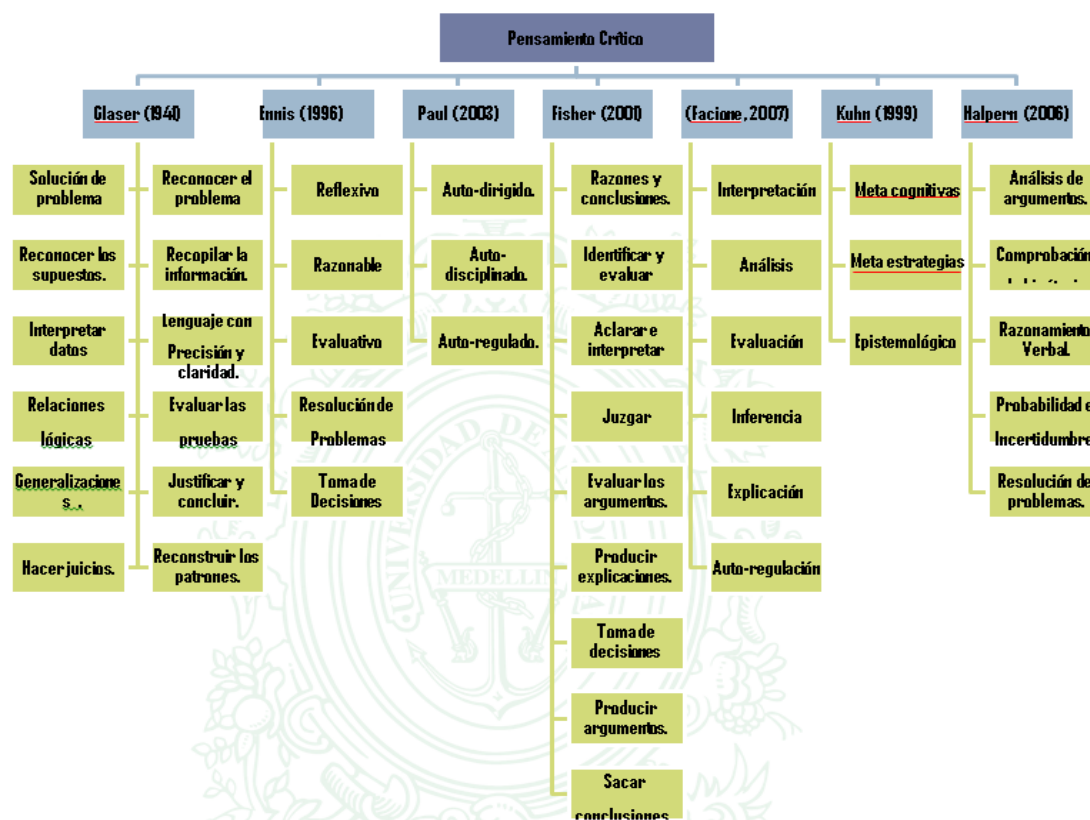 Pensamiento Crítico
Glaser (1941)
Ennis (1996)
Paul (2003)
Fisher (2001)
(Facione, 2007)
Kuhn (1999)
Halpern (2006)
Solución de
problema
Reconocer los
supuestos.
Interpretar
datos
Relaciones
lógicas
Generalizacione
s .
Hacer juicios.
Reconocer el
problema
Recopilar la
información.
Lenguaje con
Precisión y
claridad.
Evaluar las
pruebas
Justificar y
concluir.
Reconstruir los
patrones.
Reflexivo
Razonable
Evaluativo
Resolución de
Problemas
Toma de
Decisiones
Auto-dirigido.
Auto-
disciplinado.
Auto-regulado.
Razones y
conclusiones.
Identificar y
evaluar
Aclarar e
interpretar
Juzgar
Evaluar los
argumentos.
Producir
explicaciones.
Toma de
decisiones
Producir
argumentos.
Sacar
conclusiones
Interpretación
Análisis
Evaluación
Inferencia
Explicación
Auto-regulación
Meta cognitivas
Meta estrategias
Epistemológico
Análisis de
argumentos.
Comprobación
Razonamiento
Verbal.
Probabilidad e
Incertidumbre
Resolución de
problemas.
UNIVERSIDAD DE
MEDELLIN